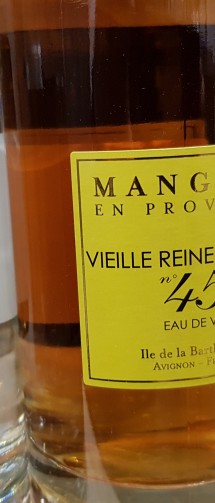 MANG
EN PROV
VIEILLE REINE
n° 45
EAU DE V
Ile de la Barth
AVIGNON - F